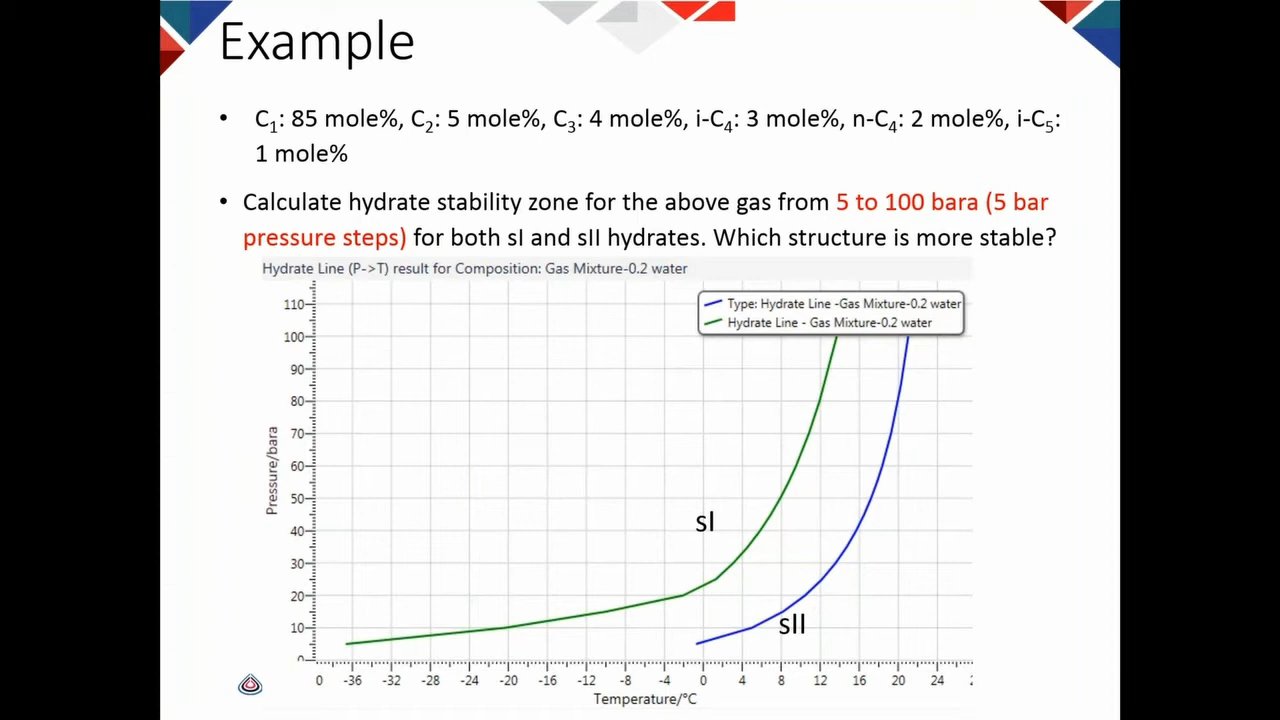 Example
• C1: 85 mole%, C2: 5 mole%, C3: 4 mole%, i-C4: 3 mole%, n-C4: 2 mole%, i-C5:
1 mole%
• Calculate hydrate stability zone for the above gas from 5 to 100 bara (5 bar
pressure steps) for both sI and sII hydrates. Which structure is more stable?
Hydrate Line (P->T) result for Composition: Gas Mixture-0.2 water
Type: Hydrate Line -Gas Mixture-0.2 water
Hydrate Line - Gas Mixture-0.2 water
110
100
90
80
70
60
50
40
30
20
10
0
Pressure/bara
sI
sII
0 -36 -32 -28 -24 -20 -16 -12 -8 -4 0 4 8 12 16 20 24
Temperature/°C